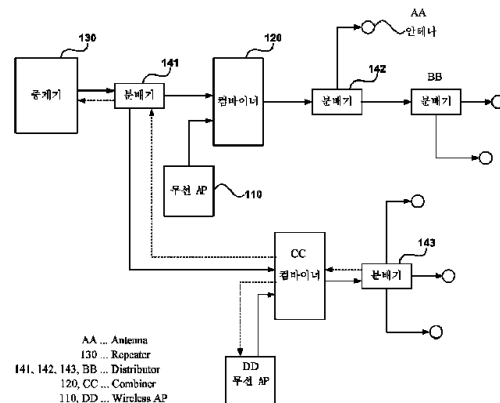 130
중계기
141
분배기
120
컴바이너
AA
안테나
142
분배기
BB
분배기
무선 AP
110
CC
컴바이너
143
분배기
DD
무선 AP
AA ... Antenna
130 ... Repeater
141, 142, 143, BB ... Distributor
120, CC ... Combiner
110, DD ... Wireless AP